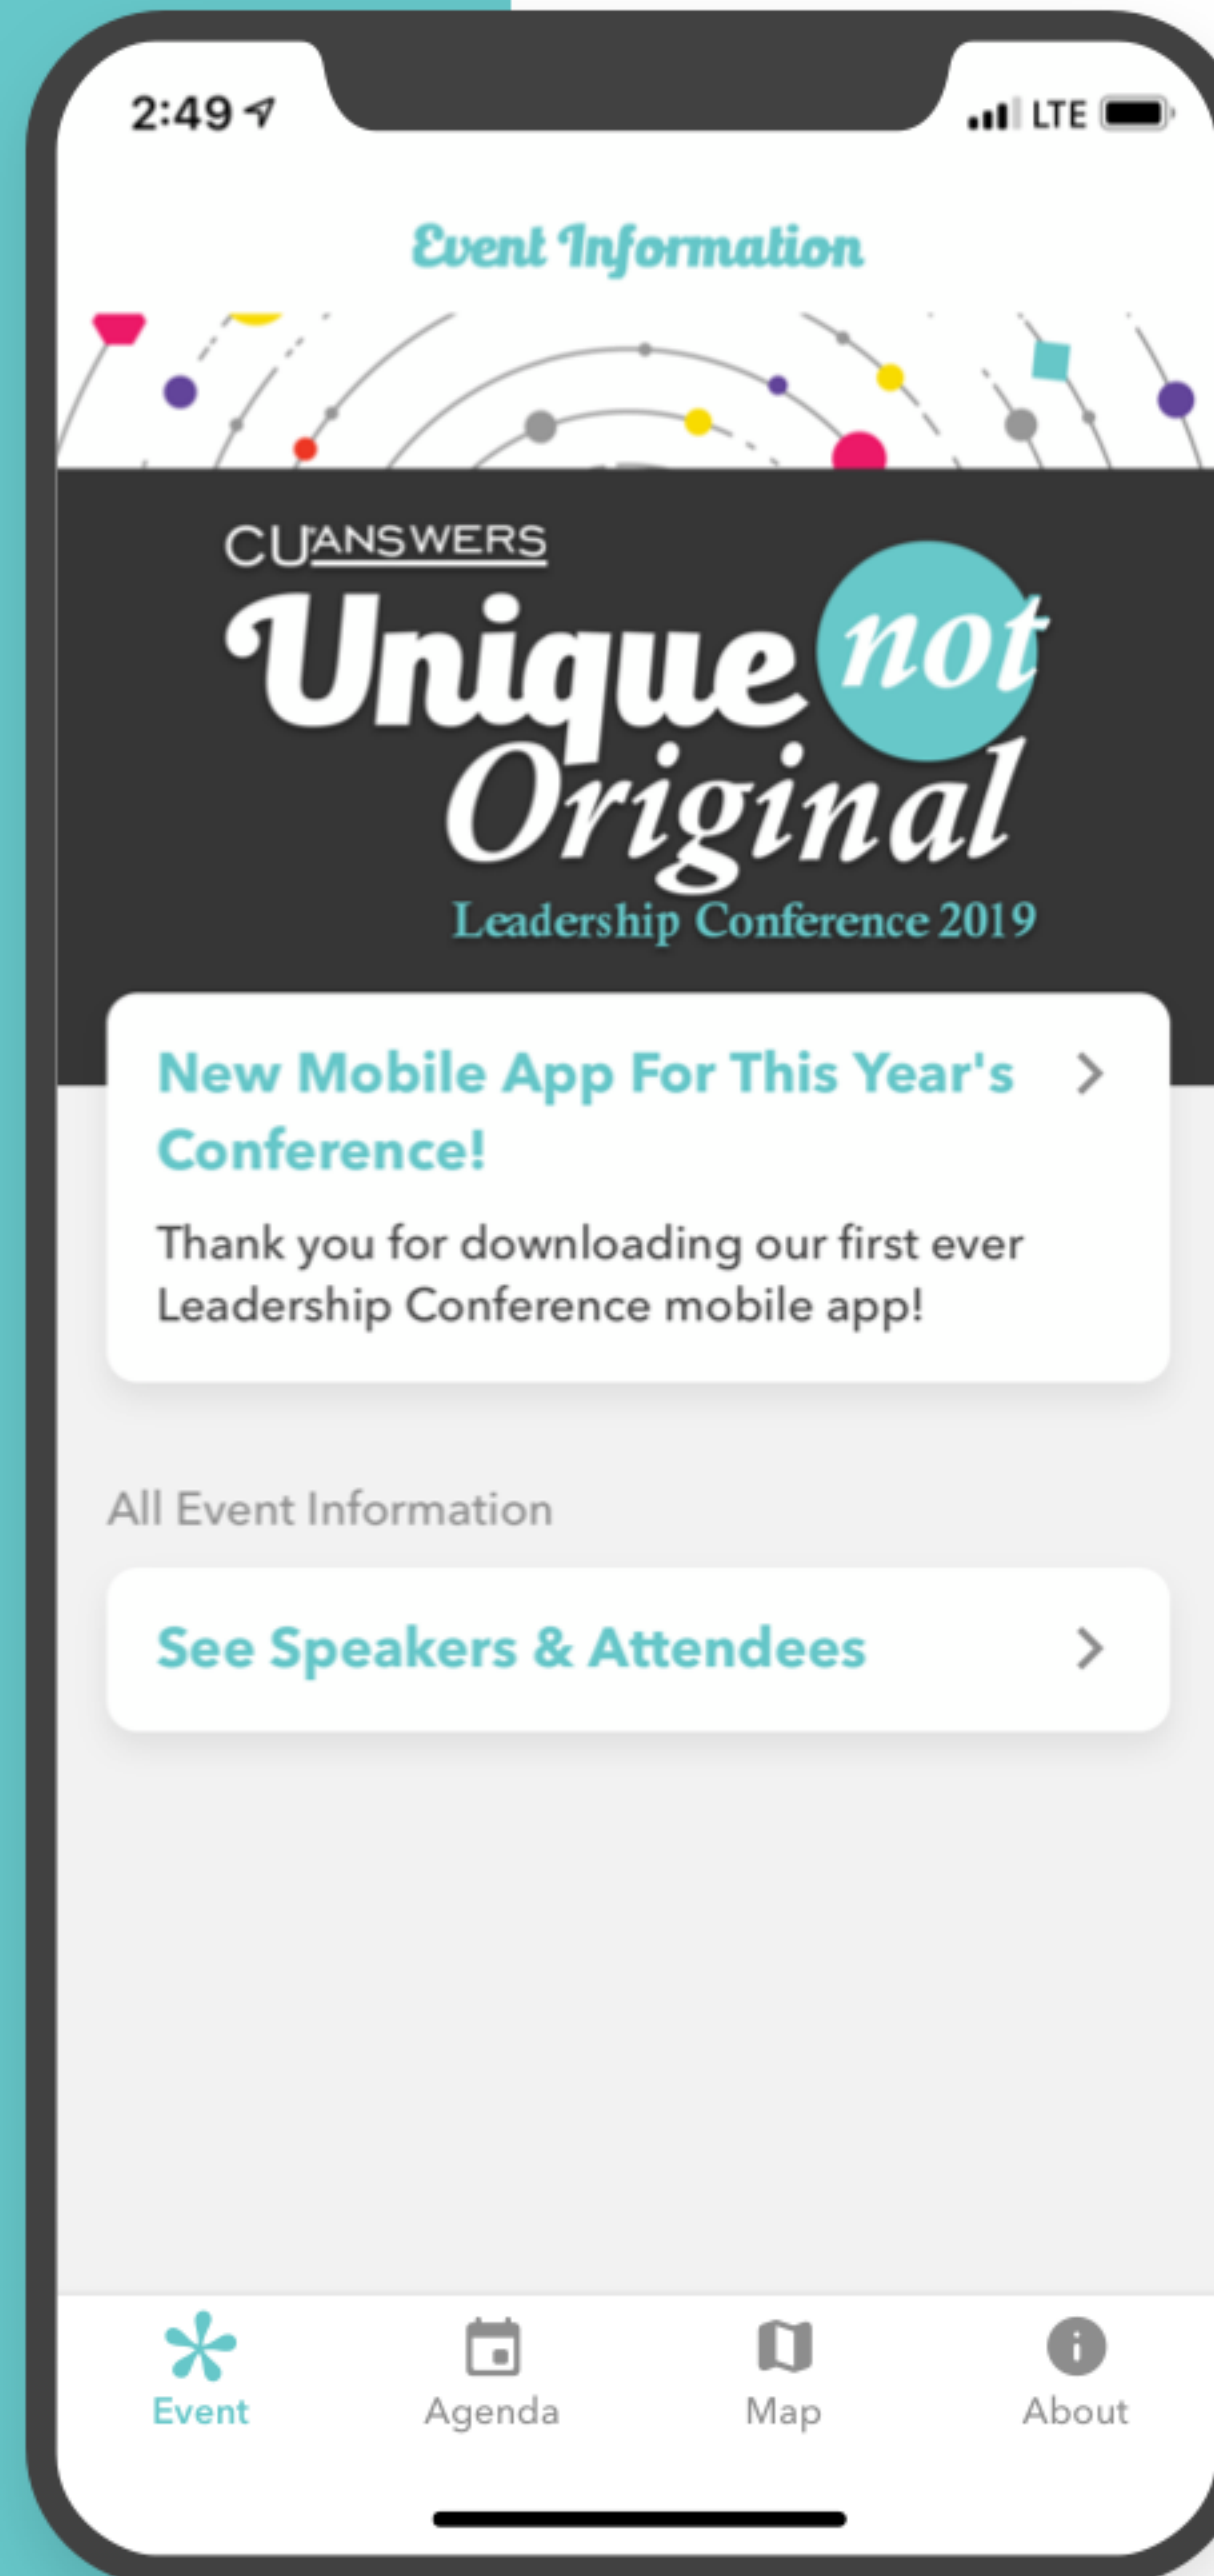 2:49
LTE
Event Information
CU*ANSWERS
Unique not
Original
Leadership Conference 2019
New Mobile App For This Year's
Conference!
Thank you for downloading our first ever
Leadership Conference mobile app!
All Event Information
See Speakers & Attendees
Event
Agenda
Map
About